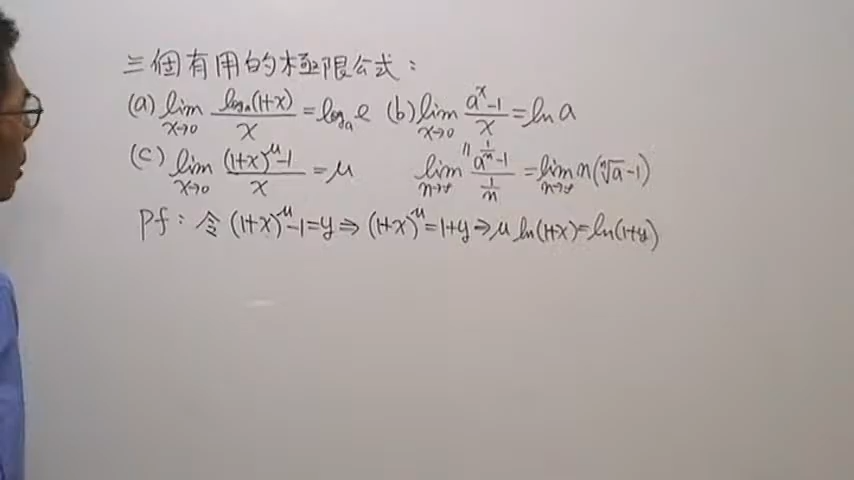 三個有用的極限公式：
(a) lim_{x→0} log_a(1+x)/x = log_a e (b) lim_{x→0} (a^x-1)/x = ln a
(c) lim_{x→0} ((1+x)^μ-1)/x = μ lim_{n→∞} (a^{1/n}-1)/(1/n) = lim_{n→∞} n(ⁿ√a-1)
Pf：令 (1+x)^μ-1=y ⇒ (1+x)^μ=1+y ⇒ μ ln(1+x)=ln(1+y)